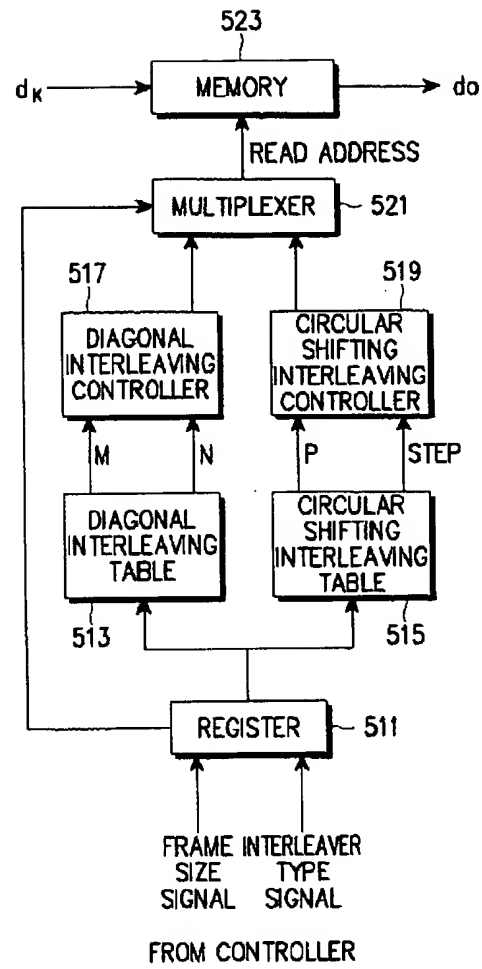 523
dK MEMORY do
READ ADDRESS
MULTIPLEXER 521
517 519
DIAGONAL
INTERLEAVING
CONTROLLER
CIRCULAR
SHIFTING
INTERLEAVING
CONTROLLER
M N P STEP
DIAGONAL
INTERLEAVING
TABLE
CIRCULAR
SHIFTING
INTERLEAVING
TABLE
513 515
REGISTER 511
FRAME
SIZE
SIGNAL
INTERLEAVER
TYPE
SIGNAL
FROM CONTROLLER